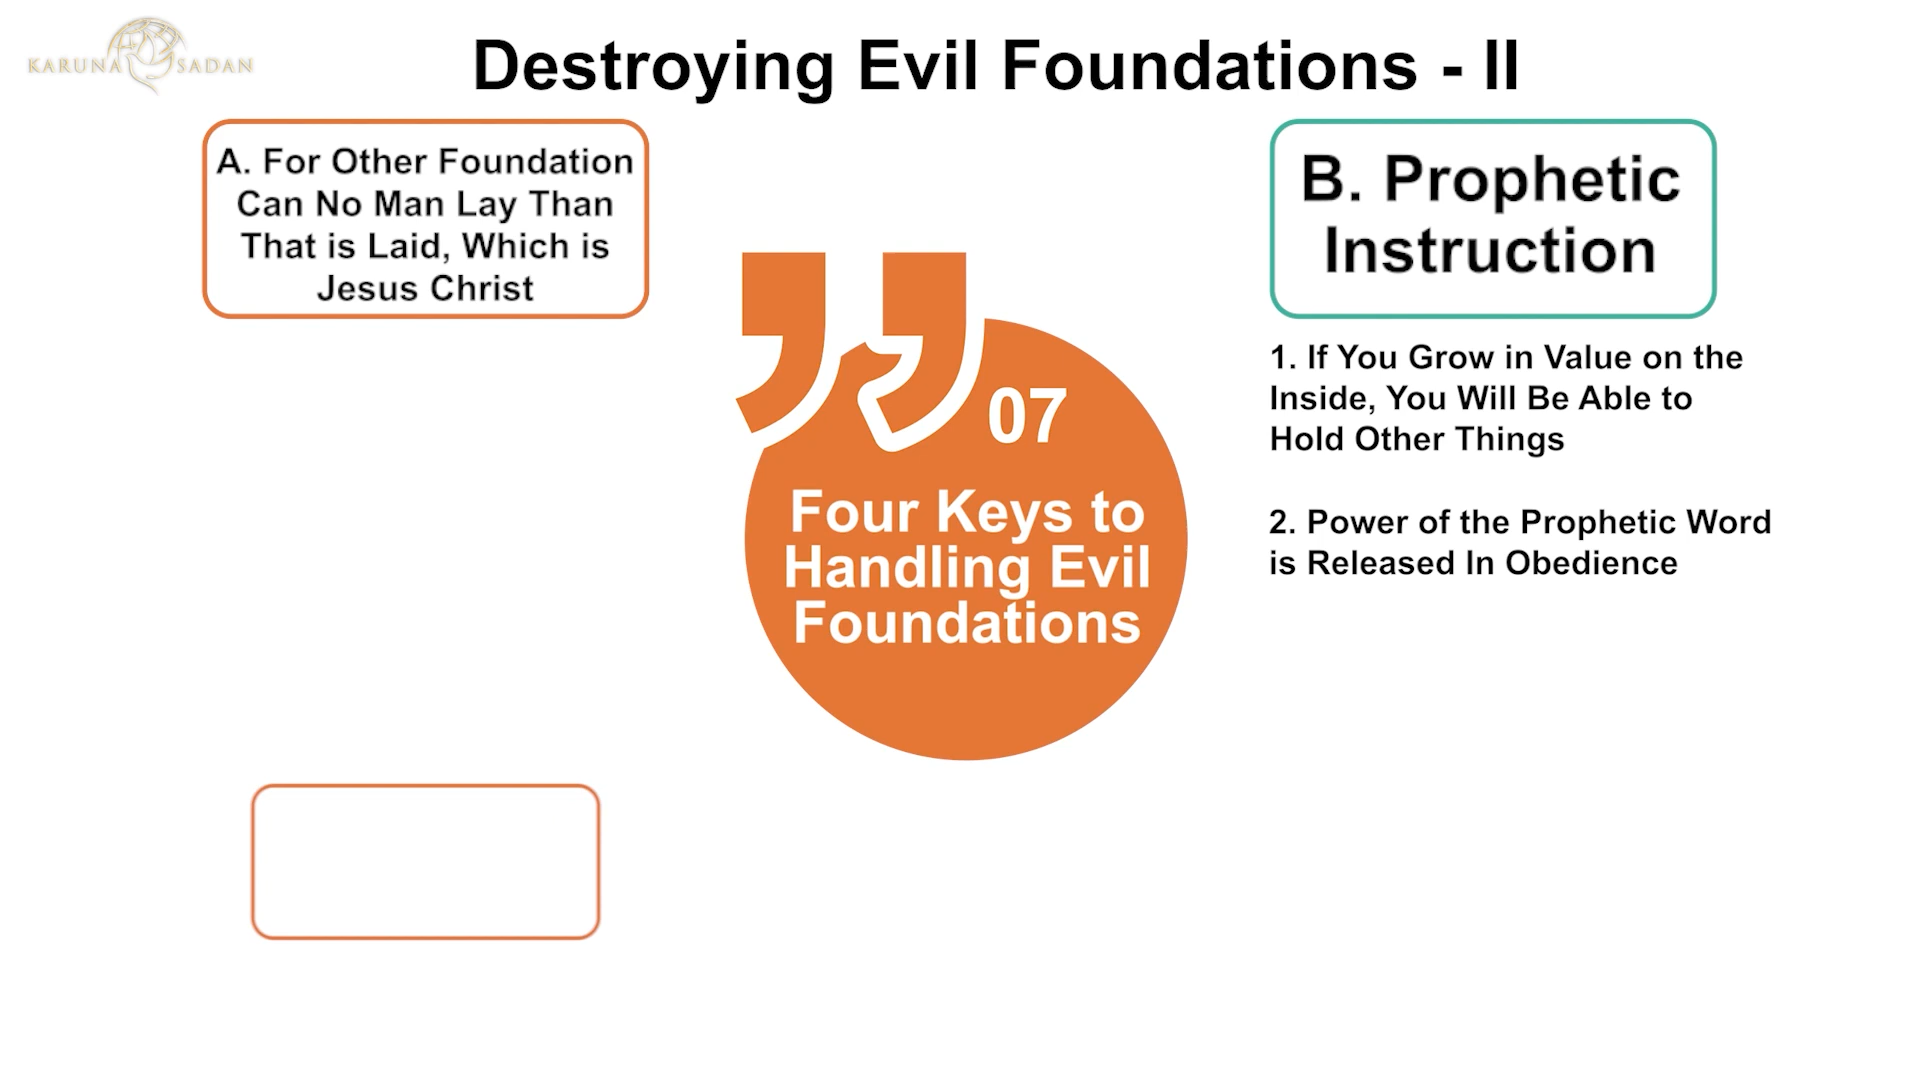 KARUNA SADAN
Destroying Evil Foundations - II
A. For Other Foundation
Can No Man Lay Than
That is Laid, Which is
Jesus Christ
07
Four Keys to
Handling Evil
Foundations
B. Prophetic
Instruction
1. If You Grow in Value on the
Inside, You Will Be Able to
Hold Other Things
2. Power of the Prophetic Word
is Released In Obedience